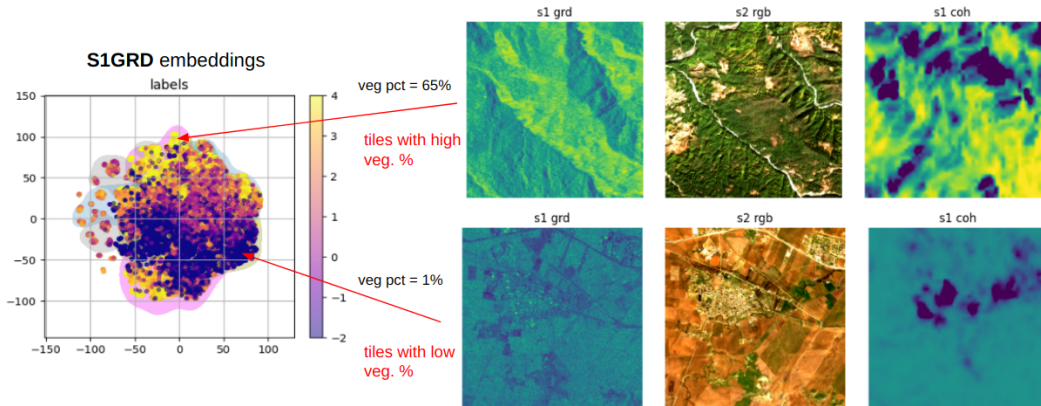 S1GRD embeddings
labels
150
100
50
0
−50
−100
−150 −100 −50 0 50 100
4
3
2
1
0
−1
−2
veg pct = 65%
tiles with high
veg. %
veg pct = 1%
tiles with low
veg. %
s1 grd
s2 rgb
s1 coh
s1 grd
s2 rgb
s1 coh